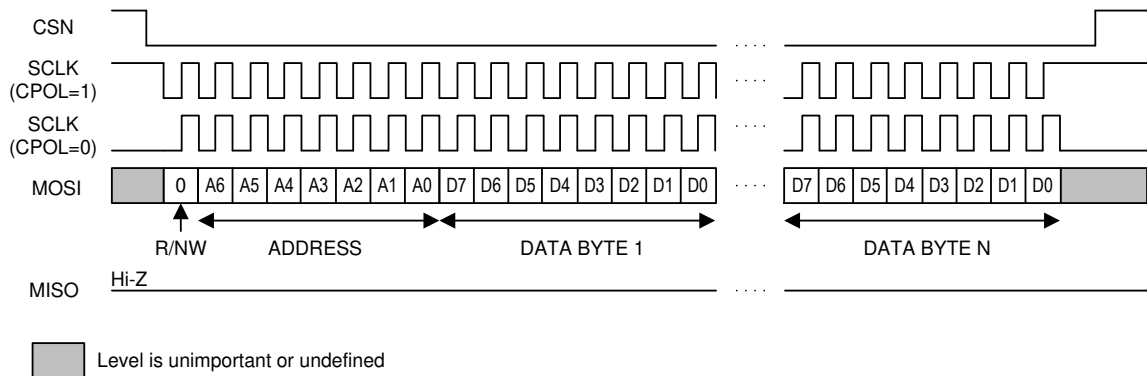 CSN
. . . .
SCLK
(CPOL=1)
. . . .
SCLK
(CPOL=0)
. . . .
MOSI 0 A6 A5 A4 A3 A2 A1 A0 D7 D6 D5 D4 D3 D2 D1 D0 . . . . D7 D6 D5 D4 D3 D2 D1 D0
R/NW ADDRESS DATA BYTE 1 DATA BYTE N
Hi-Z
MISO . . . .
Level is unimportant or undefined